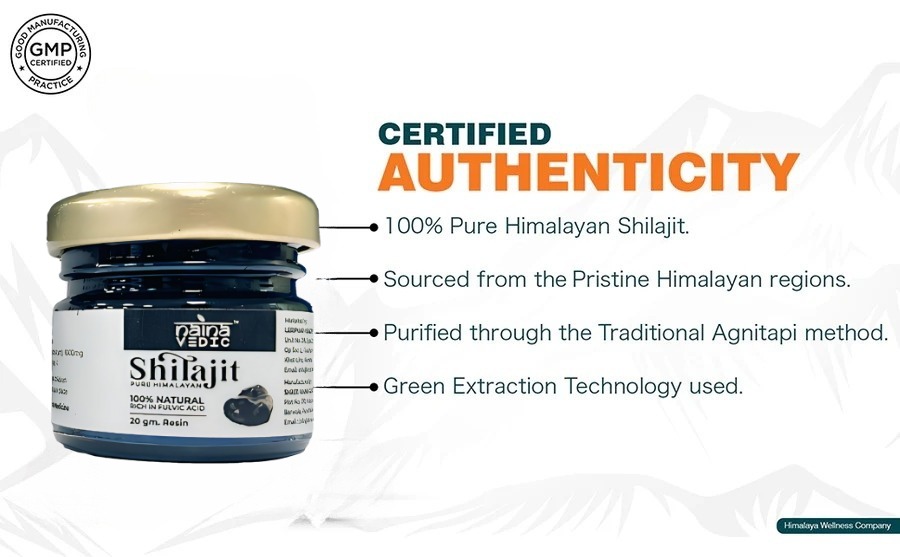 GOOD MANUFACTURING
GMP
CERTIFIED
PRACTICE
CERTIFIED
AUTHENTICITY
100% Pure Himalayan Shilajit.
Sourced from the Pristine Himalayan regions.
Purified through the Traditional Agnitapi method.
Green Extraction Technology used.
naina
VEDIC
Shilajit
PURE HIMALAYAN
100% NATURAL
RICH IN FULVIC ACID
20 gm. Resin
Himalaya Wellness Company